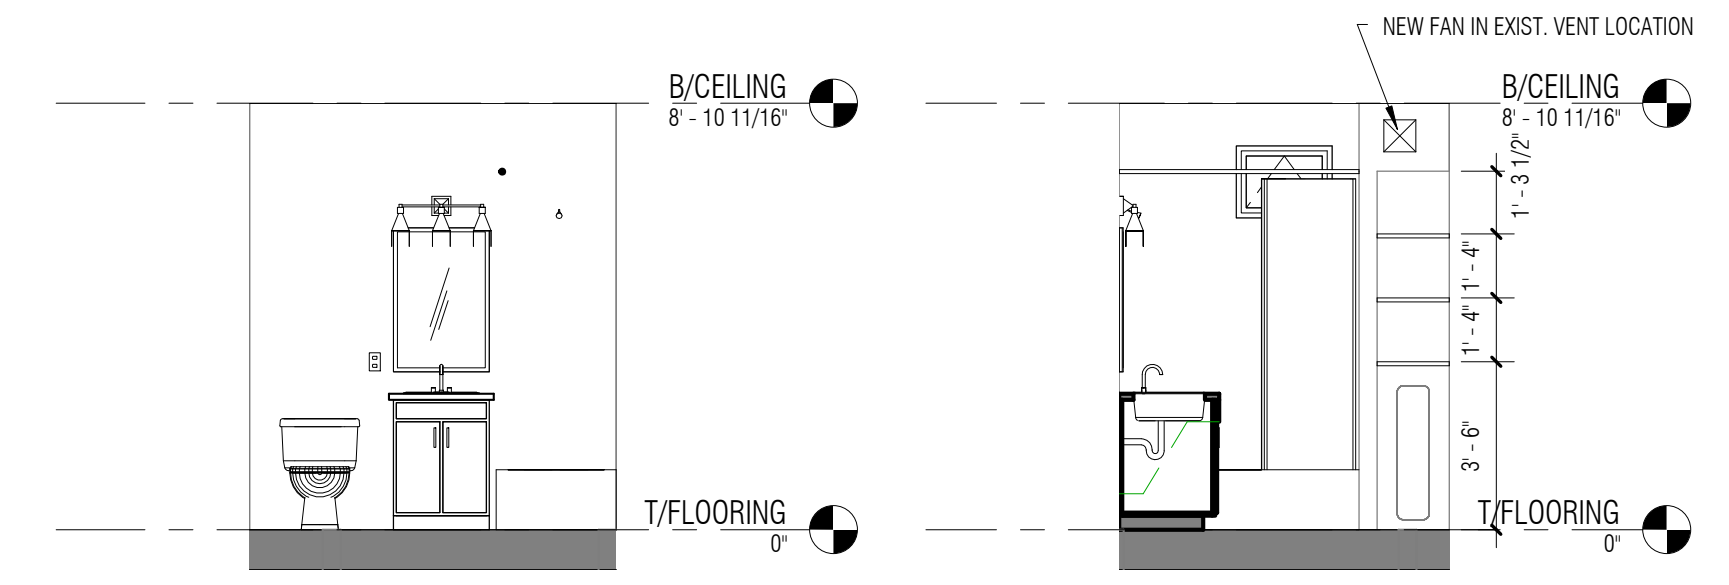 NEW FAN IN EXIST. VENT LOCATION
B/CEILING
8' - 10 11/16"
B/CEILING
8' - 10 11/16"
1' - 3 1/2"
1' - 4"
1' - 4"
3' - 6"
T/FLOORING
0"
T/FLOORING
0"